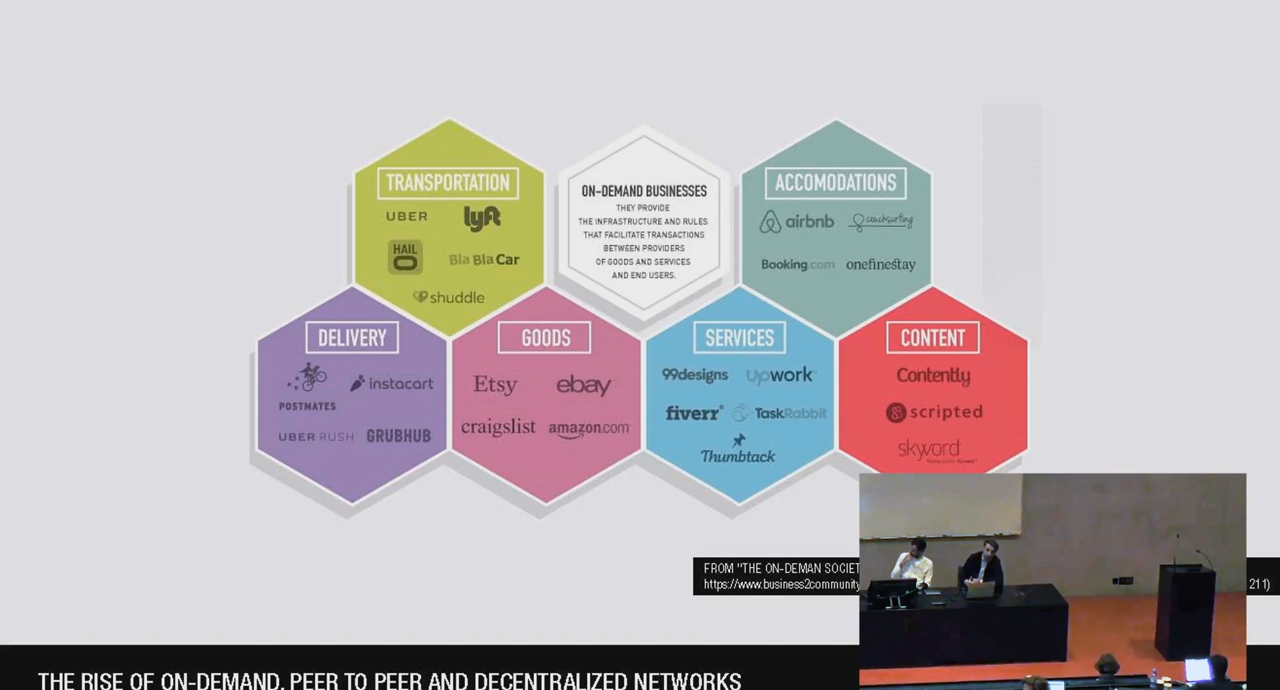 TRANSPORTATION
UBER
lyft
HAIL
O
Bla Bla Car
shuddle
ON-DEMAND BUSINESSES
THEY PROVIDE
THE INFRASTRUCTURE AND RULES
THAT FACILITATE TRANSACTIONS
BETWEEN PROVIDERS
OF GOODS AND SERVICES
AND END USERS.
ACCOMODATIONS
airbnb
couchsurfing
Booking.com
onefinestay
DELIVERY
POSTMATES
instacart
UBER RUSH
GRUBHUB
GOODS
Etsy
ebay
craigslist
amazon.com
SERVICES
99designs
Upwork
fiverr
TaskRabbit
Thumbtack
CONTENT
Contently
scripted
skyword
FROM "THE ON-DEMAN SOCIET
https://www.business2community
211)
THE RISE OF ON-DEMAND, PEER TO PEER AND DECENTRALIZED NETWORKS